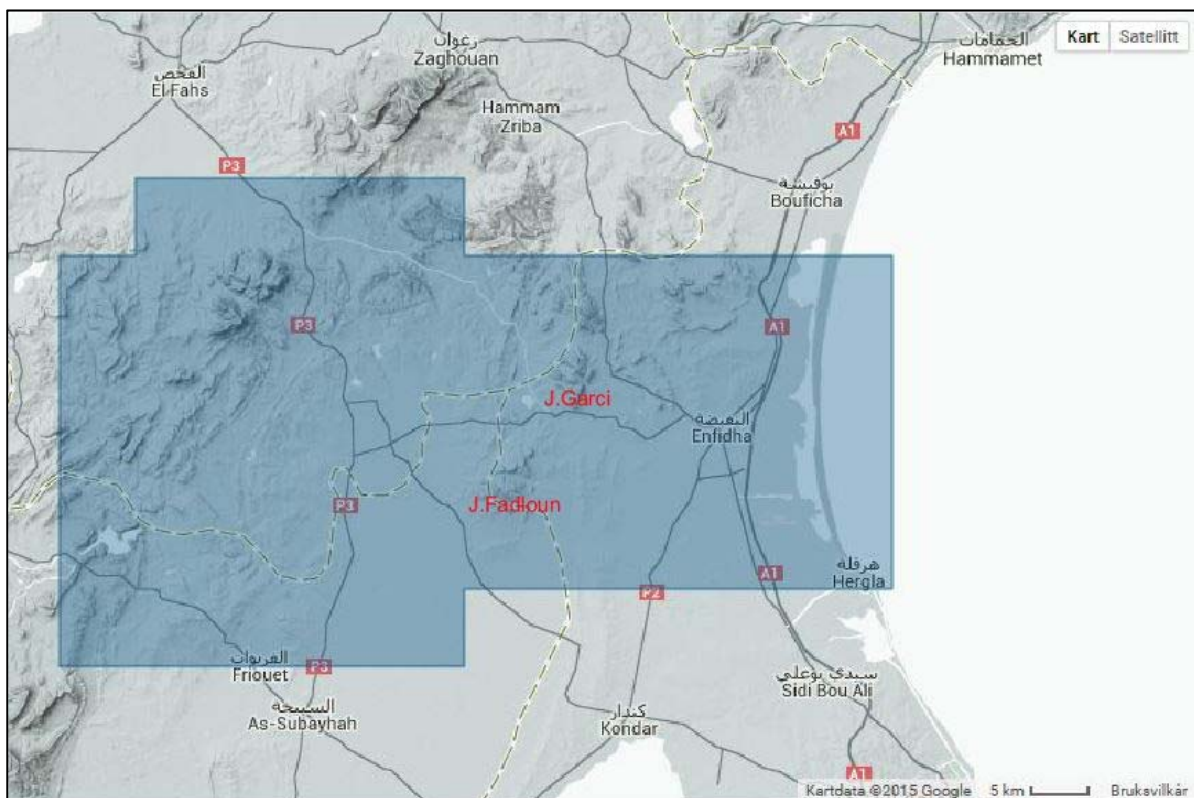 الحمامات
Hammamet
Kart
Satellitt
زغوان
Zaghouan
الفحص
El Fahs
Hammam
Zriba
A1
P3
بوفيشة
Bouficha
P3
A1
J.Garci
النفيضة
Enfidha
J.Fadloun
P3
هرقلة
Hergla
A1
P2
القريوات
Friouet
P3
سيدي بوعلي
Sidi Bou Ali
السبيخة
As-Subayhah
كندار
Kondar
A1
Kartdata ©2015 Google
5 km
Bruksvilkår